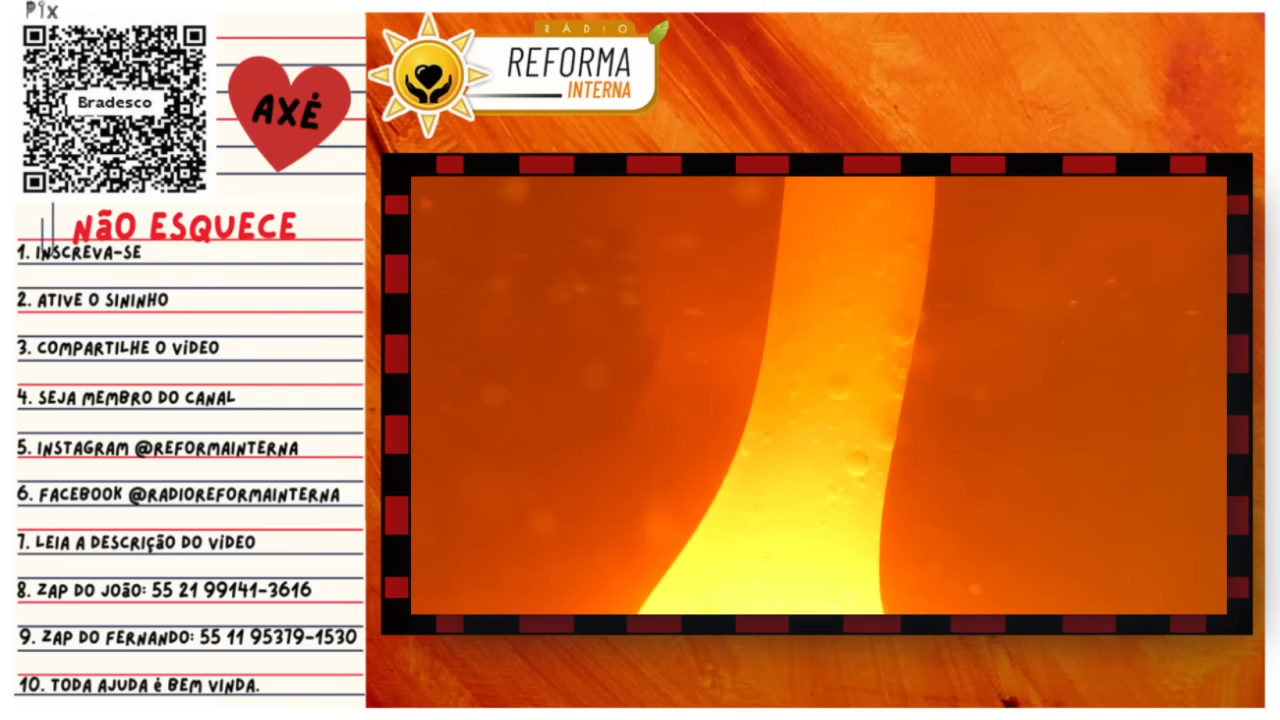 Pix
Bradesco
AXÉ
NãO ESQUECE
1. INSCREVA-SE
2. ATIVE O SININHO
3. COMPARTILHE O VíDEO
4. SEJA MEMBRO DO CANAL
5. INSTAGRAM @REFORMAINTERNA
6. FACEBOOK @RADIOREFORMAINTERNA
7. LEIA A DESCRIÇãO DO VíDEO
8. ZAP DO JOãO: 55 21 99141-3616
9. ZAP DO FERNANDO: 55 11 95379-1530
10. TODA AJUDA é BEM VINDA.
RÁDIO
REFORMA
INTERNA